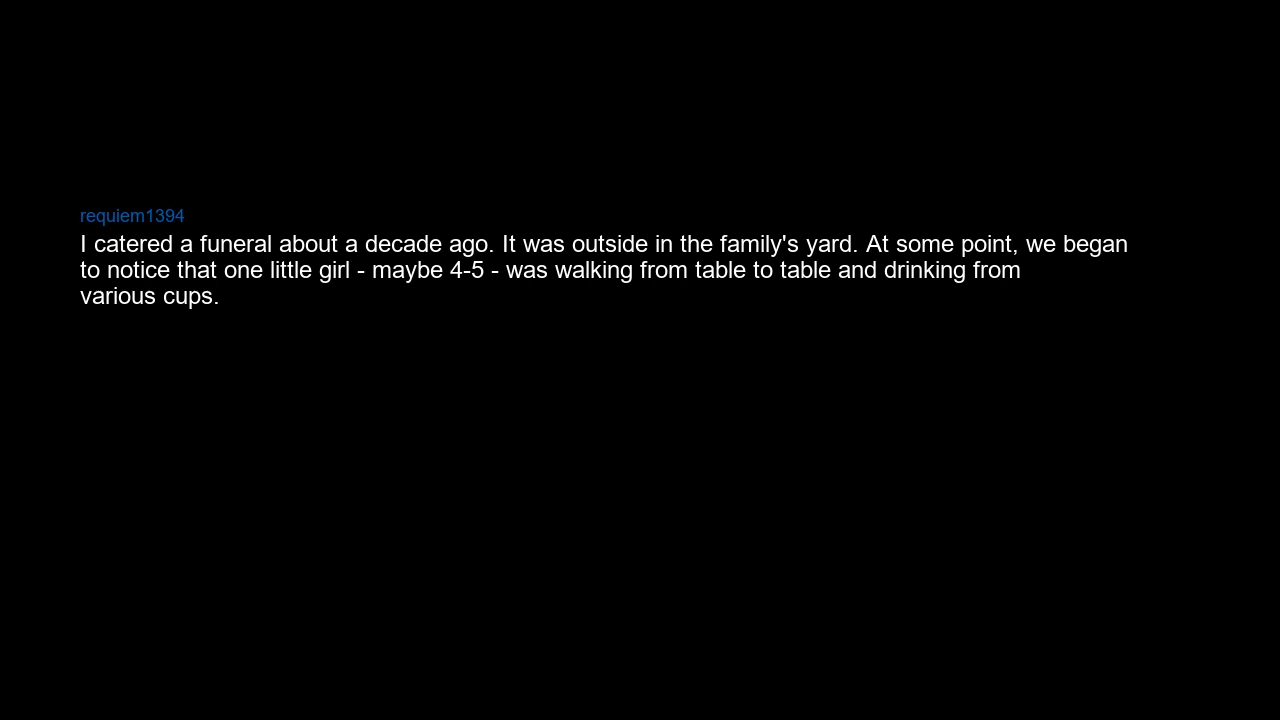 requiem1394
I catered a funeral about a decade ago. It was outside in the family's yard. At some point, we began
to notice that one little girl - maybe 4-5 - was walking from table to table and drinking from
various cups.